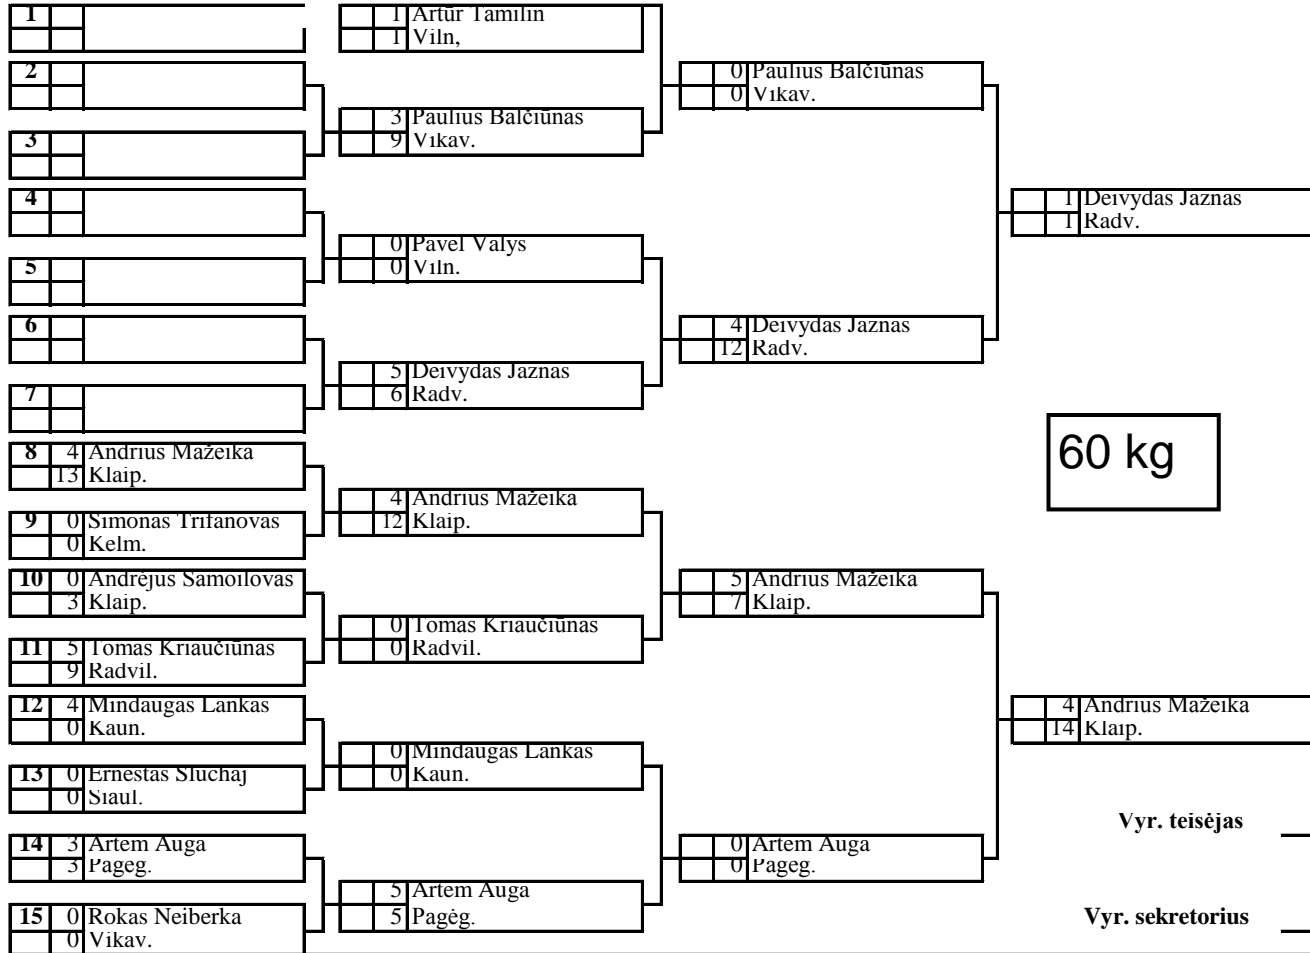 1
2
3
4
5
6
7
8 4 Andrius Mažeika
13 Klaip.
9 0 Simonas Trifanovas
0 Kelm.
10 0 Andrėjus Samoilovas
3 Klaip.
11 5 Tomas Kriaučiūnas
9 Radvil.
12 4 Mindaugas Lankas
0 Kaun.
13 0 Ernestas Sluchaj
0 Šiaul.
14 3 Artem Auga
3 Pagėg.
15 0 Rokas Neiberka
0 Vikav.
1 Artūr Tamilin
1 Viln,
3 Paulius Balčiūnas
9 Vikav.
0 Pavel Valys
0 Viln.
5 Deivydas Jaznas
6 Radv.
4 Andrius Mažeika
12 Klaip.
0 Tomas Kriaučiūnas
0 Radvil.
0 Mindaugas Lankas
0 Kaun.
5 Artem Auga
5 Pagėg.
0 Paulius Balčiūnas
0 Vikav.
4 Deivydas Jaznas
12 Radv.
5 Andrius Mažeika
7 Klaip.
0 Artem Auga
0 Pageg.
1 Deivydas Jaznas
1 Radv.
60 kg
4 Andrius Mažeika
14 Klaip.
Vyr. teisėjas
Vyr. sekretorius